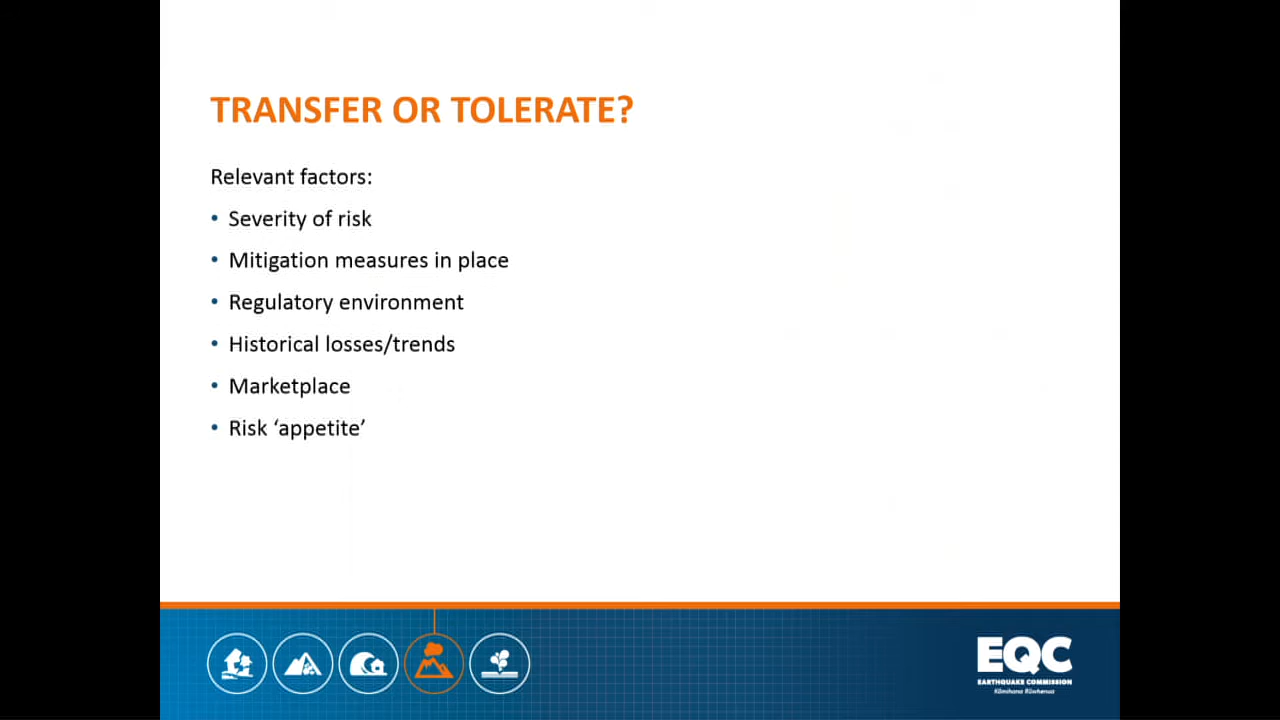 TRANSFER OR TOLERATE?
Relevant factors:
• Severity of risk
• Mitigation measures in place
• Regulatory environment
• Historical losses/trends
• Marketplace
• Risk ‘appetite’
EQC
EARTHQUAKE COMMISSION